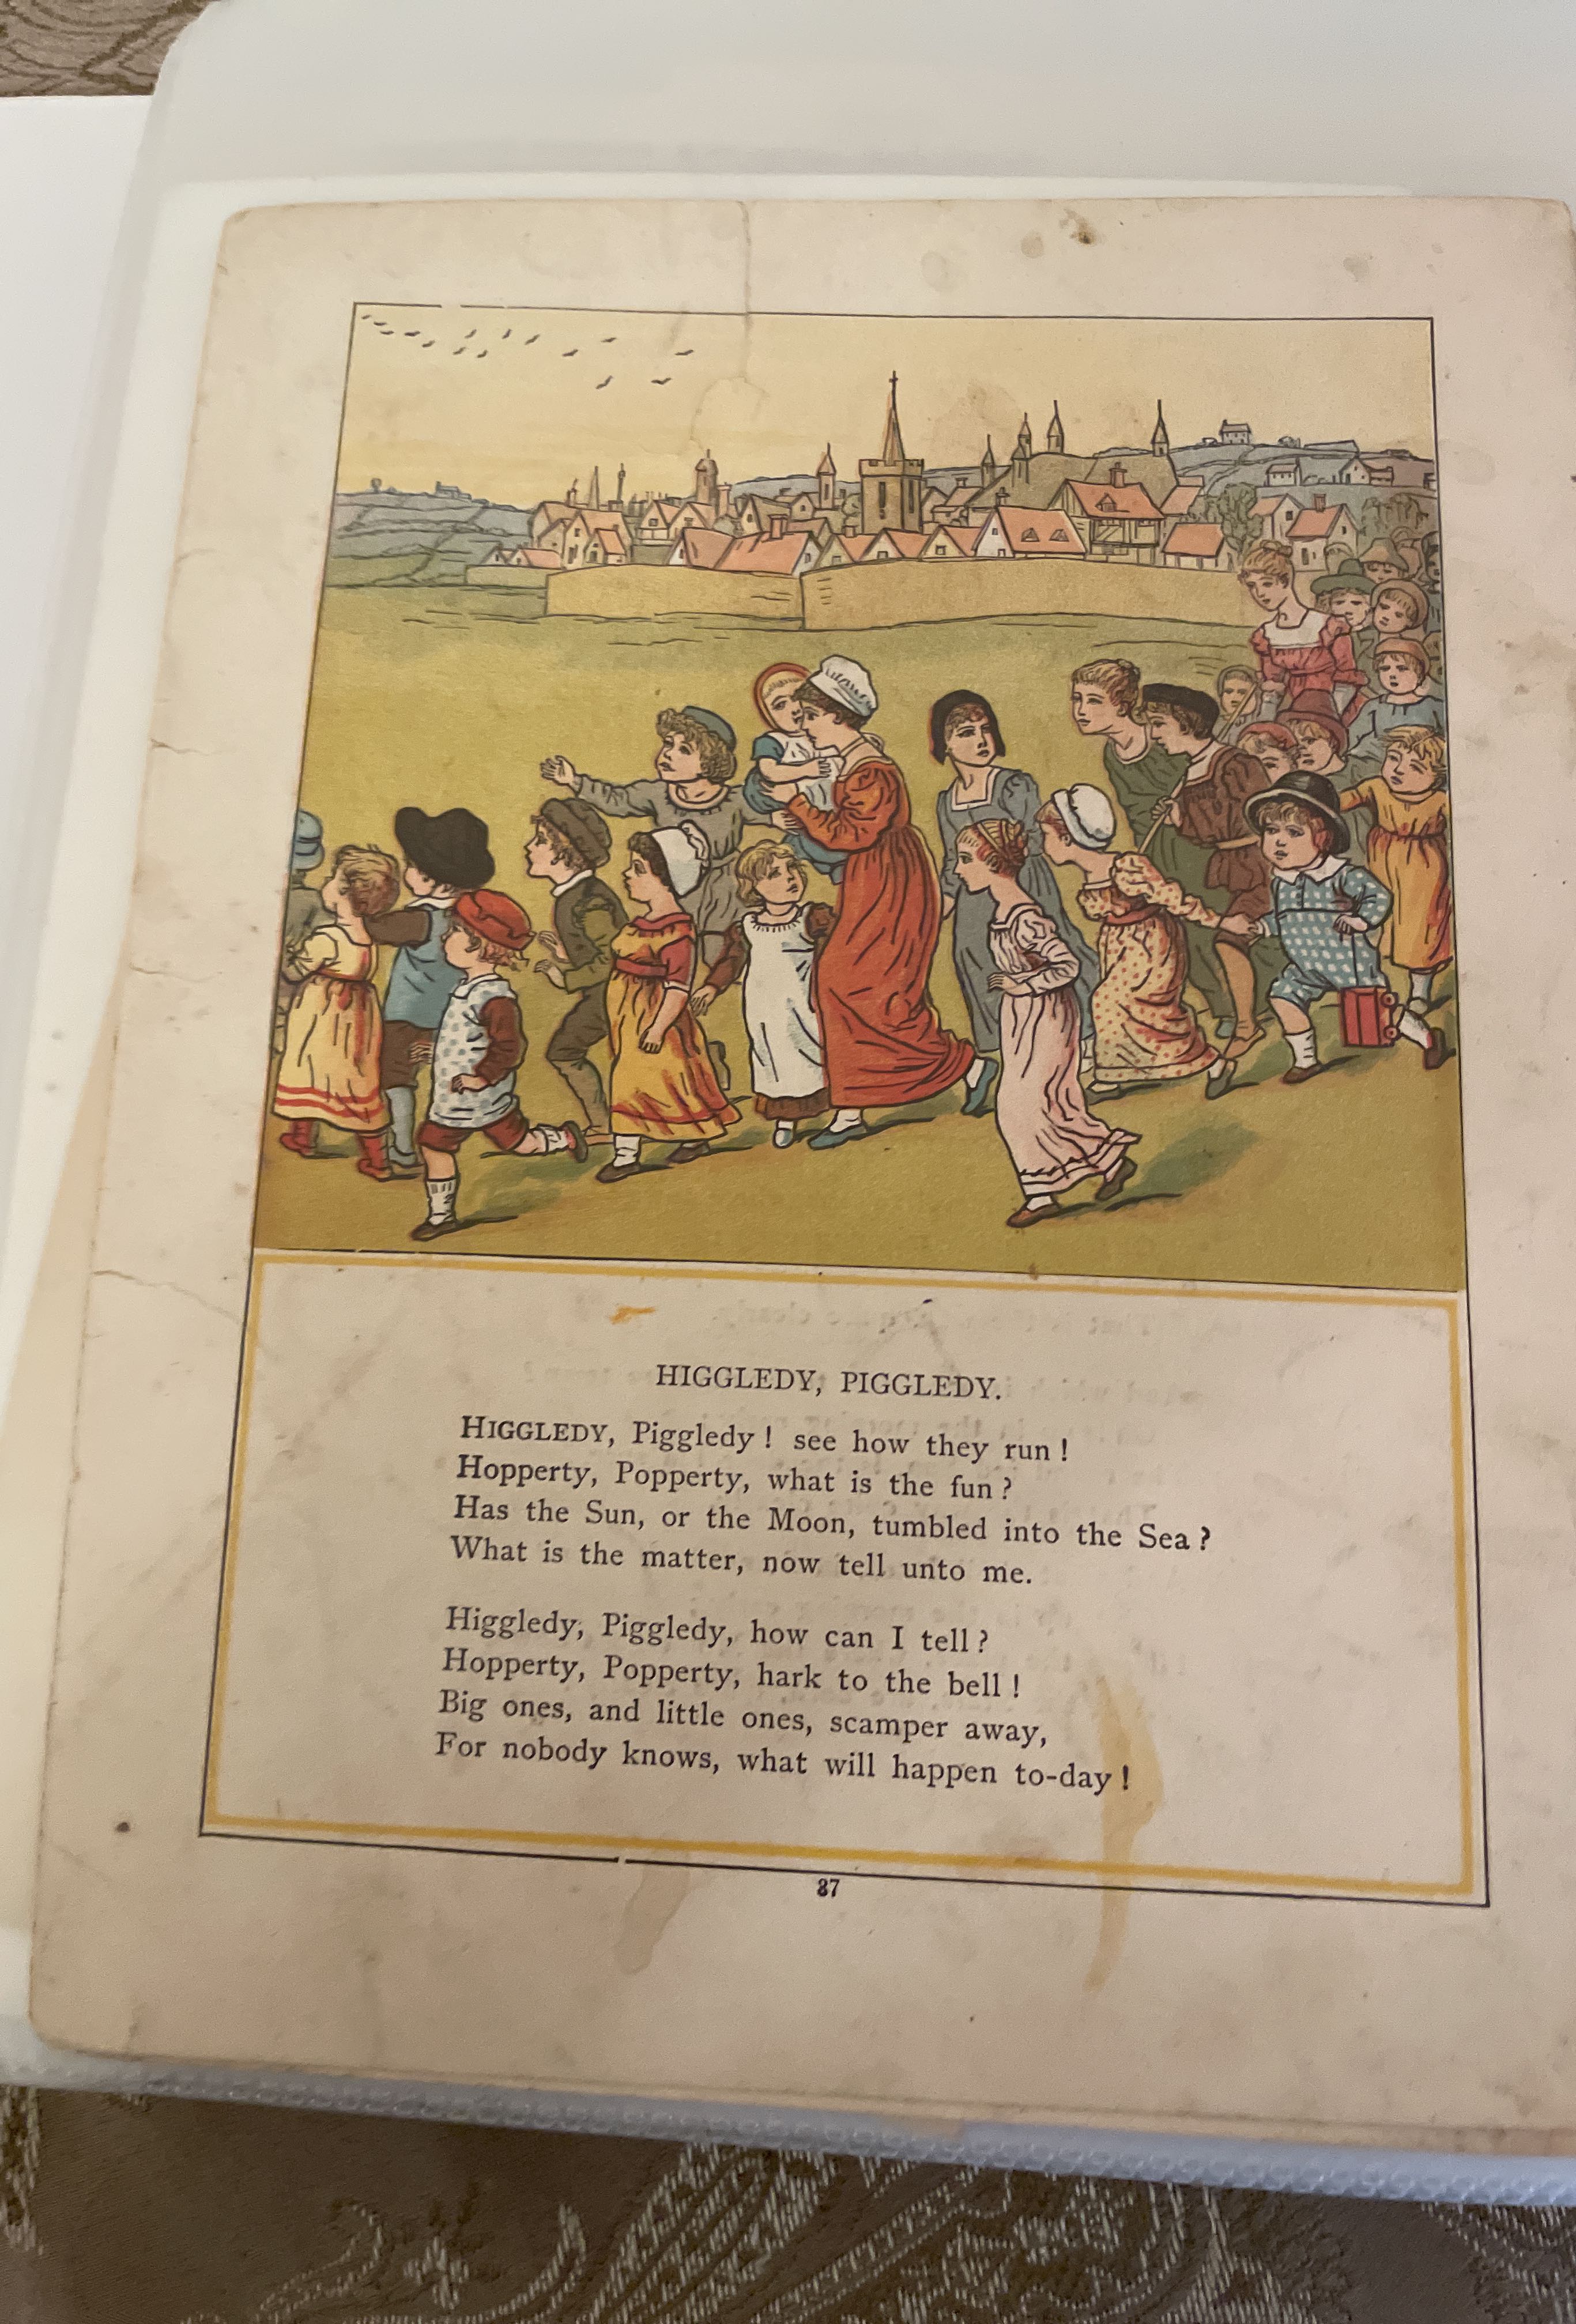 HIGGLEDY, PIGGLEDY.
HIGGLEDY, Piggledy! see how they run!
Hopperty, Popperty, what is the fun?
Has the Sun, or the Moon, tumbled into the Sea?
What is the matter, now tell unto me.
Higgledy, Piggledy, how can I tell?
Hopperty, Popperty, hark to the bell!
Big ones, and little ones, scamper away,
For nobody knows, what will happen to-day!
37